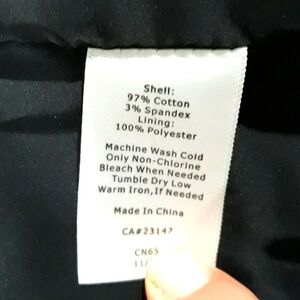 Shell:
97% Cotton
3% Spandex
Lining:
100% Polyester
Machine Wash Cold
Only Non-Chlorine
Bleach When Needed
Tumble Dry Low
Warm Iron,If Needed
Made In China
CA#23147
CN65
11/